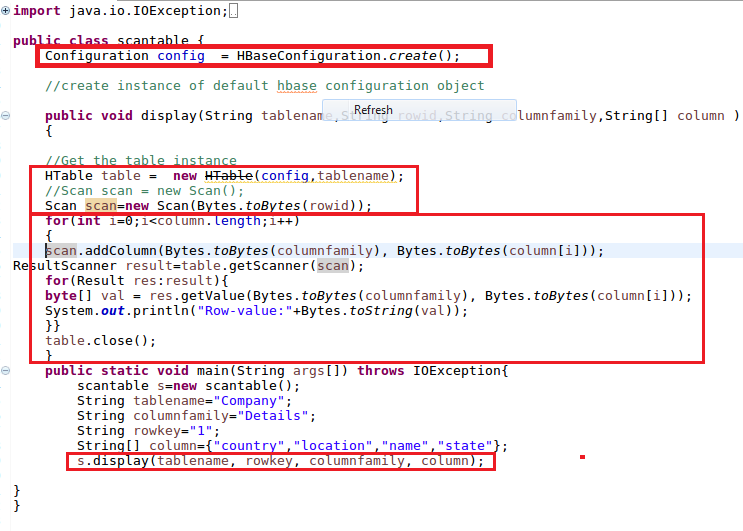 import java.io.IOException;
public class scantable {
Configuration config  = HBaseConfiguration.create();
//create instance of default hbase configuration object
Refresh
public void display(String tablename,String rowid,String columnfamily,String[] column )
{
//Get the table instance
HTable table =  new HTable(config,tablename);
//Scan scan = new Scan();
Scan scan=new Scan(Bytes.toBytes(rowid));
for(int i=0;i<column.length;i++)
{
scan.addColumn(Bytes.toBytes(columnfamily), Bytes.toBytes(column[i]));
ResultScanner result=table.getScanner(scan);
for(Result res:result){
byte[] val = res.getValue(Bytes.toBytes(columnfamily), Bytes.toBytes(column[i]));
System.out.println("Row-value:"+Bytes.toString(val));
}}
table.close();
}
public static void main(String args[]) throws IOException{
scantable s=new scantable();
String tablename="Company";
String columnfamily="Details";
String rowkey="1";
String[] column={"country","location","name","state"};
s.display(tablename, rowkey, columnfamily, column);
}
}